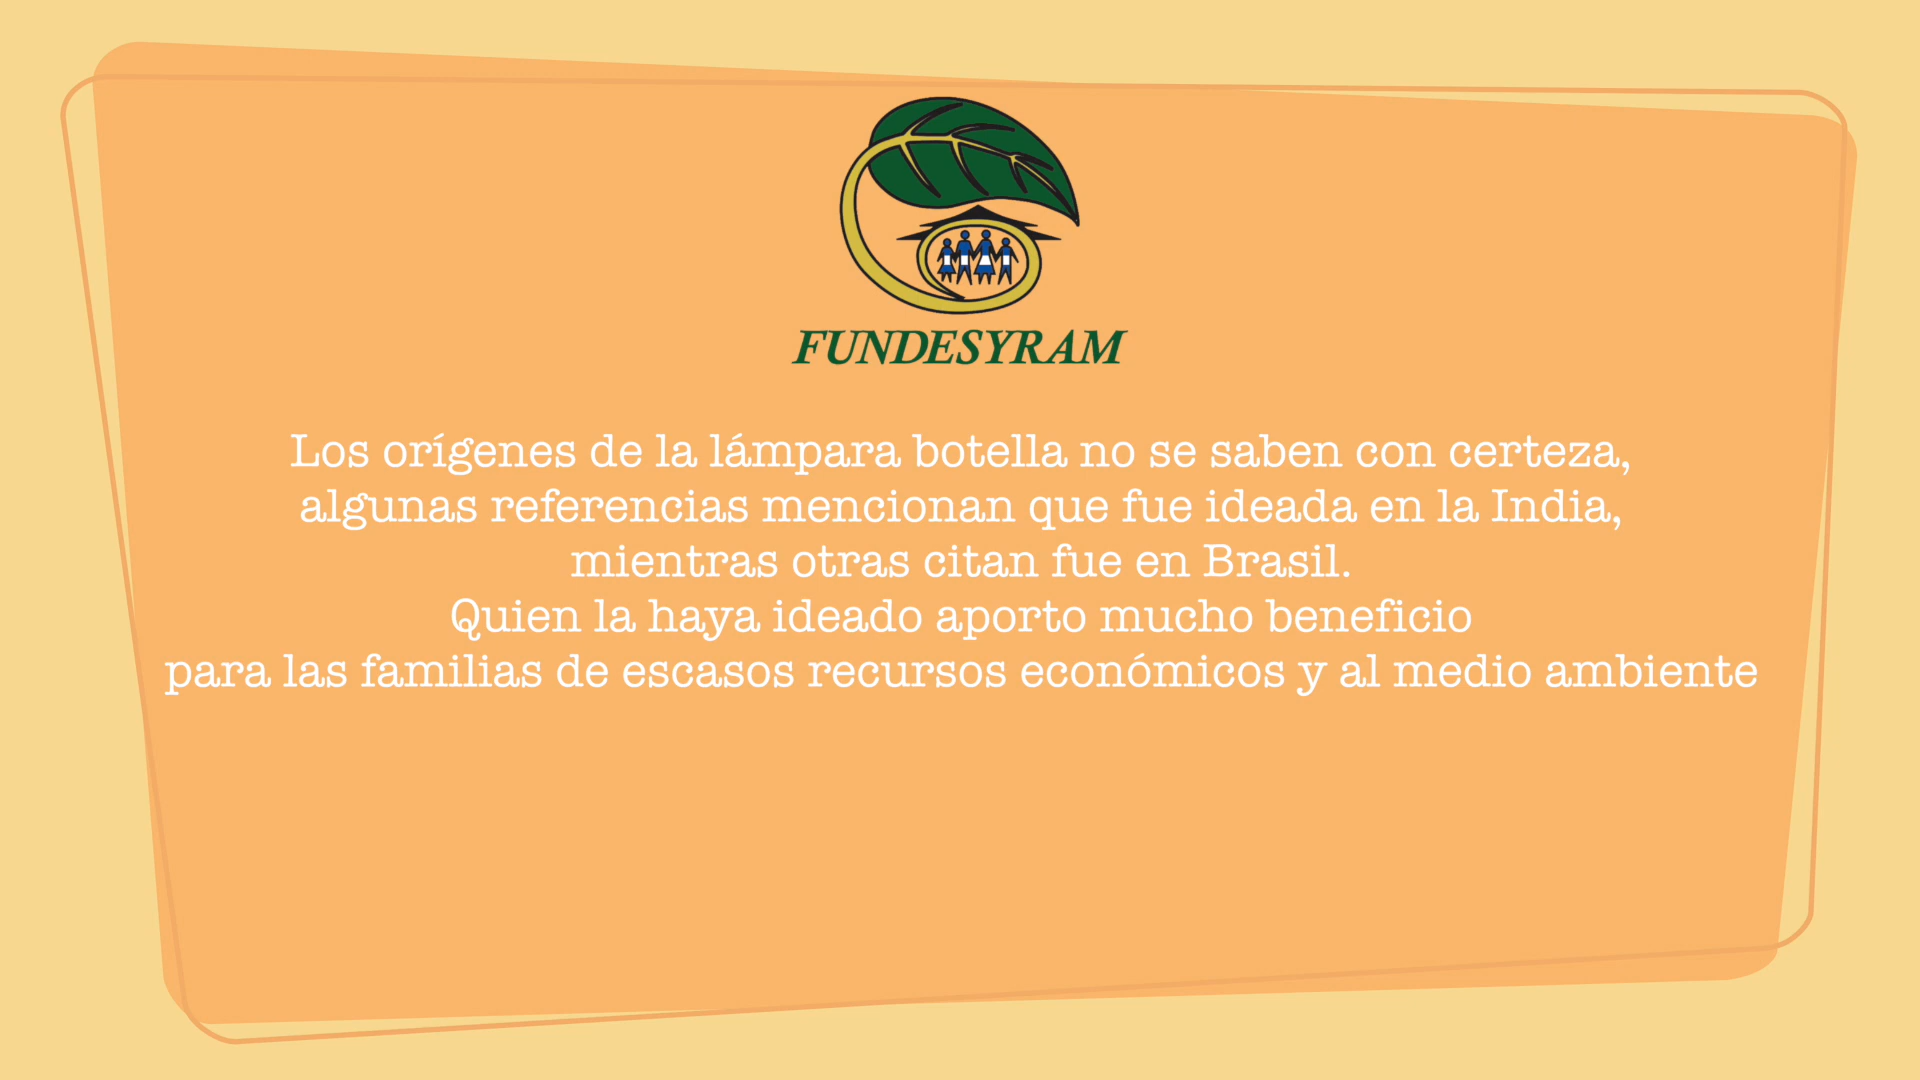 FUNDESYRAM
Los orígenes de la lámpara botella no se saben con certeza,
algunas referencias mencionan que fue ideada en la India,
mientras otras citan fue en Brasil.
Quien la haya ideado aporto mucho beneficio
para las familias de escasos recursos económicos y al medio ambiente